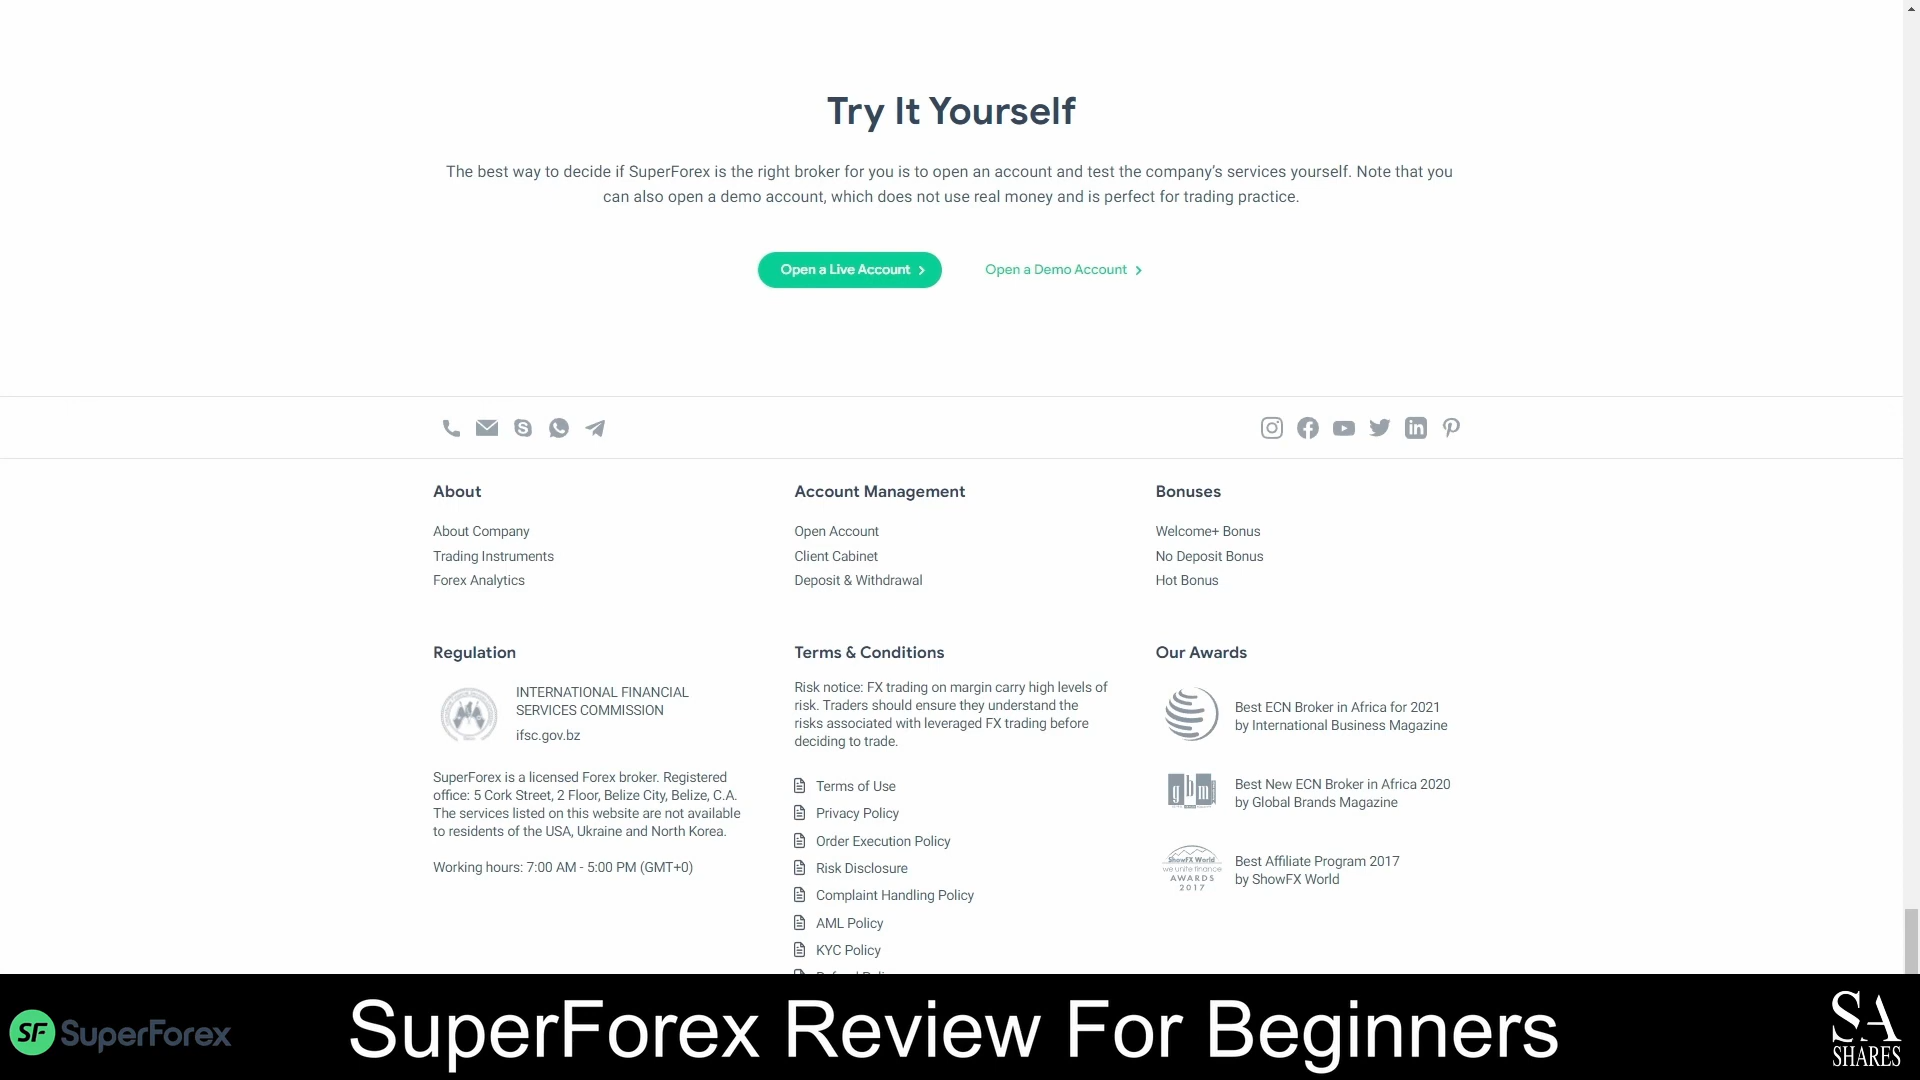 Try It Yourself
The best way to decide if SuperForex is the right broker for you is to open an account and test the company’s services yourself. Note that you
can also open a demo account, which does not use real money and is perfect for trading practice.
Open a Live Account
Open a Demo Account
About
About Company
Trading Instruments
Forex Analytics
Account Management
Open Account
Client Cabinet
Deposit & Withdrawal
Bonuses
Welcome+ Bonus
No Deposit Bonus
Hot Bonus
Regulation
INTERNATIONAL FINANCIAL
SERVICES COMMISSION
ifsc.gov.bz
SuperForex is a licensed Forex broker. Registered
office: 5 Cork Street, 2 Floor, Belize City, Belize, C.A.
The services listed on this website are not available
to residents of the USA, Ukraine and North Korea.
Working hours: 7:00 AM - 5:00 PM (GMT+0)
Terms & Conditions
Risk notice: FX trading on margin carry high levels of
risk. Traders should ensure they understand the
risks associated with leveraged FX trading before
deciding to trade.
Terms of Use
Privacy Policy
Order Execution Policy
Risk Disclosure
Complaint Handling Policy
AML Policy
KYC Policy
Our Awards
Best ECN Broker in Africa for 2021
by International Business Magazine
gbm
Best New ECN Broker in Africa 2020
by Global Brands Magazine
ShowFX World
we unite finance
AWARDS
2017
Best Affiliate Program 2017
by ShowFX World
SF SuperForex
SuperForex Review For Beginners
SA
SHARES